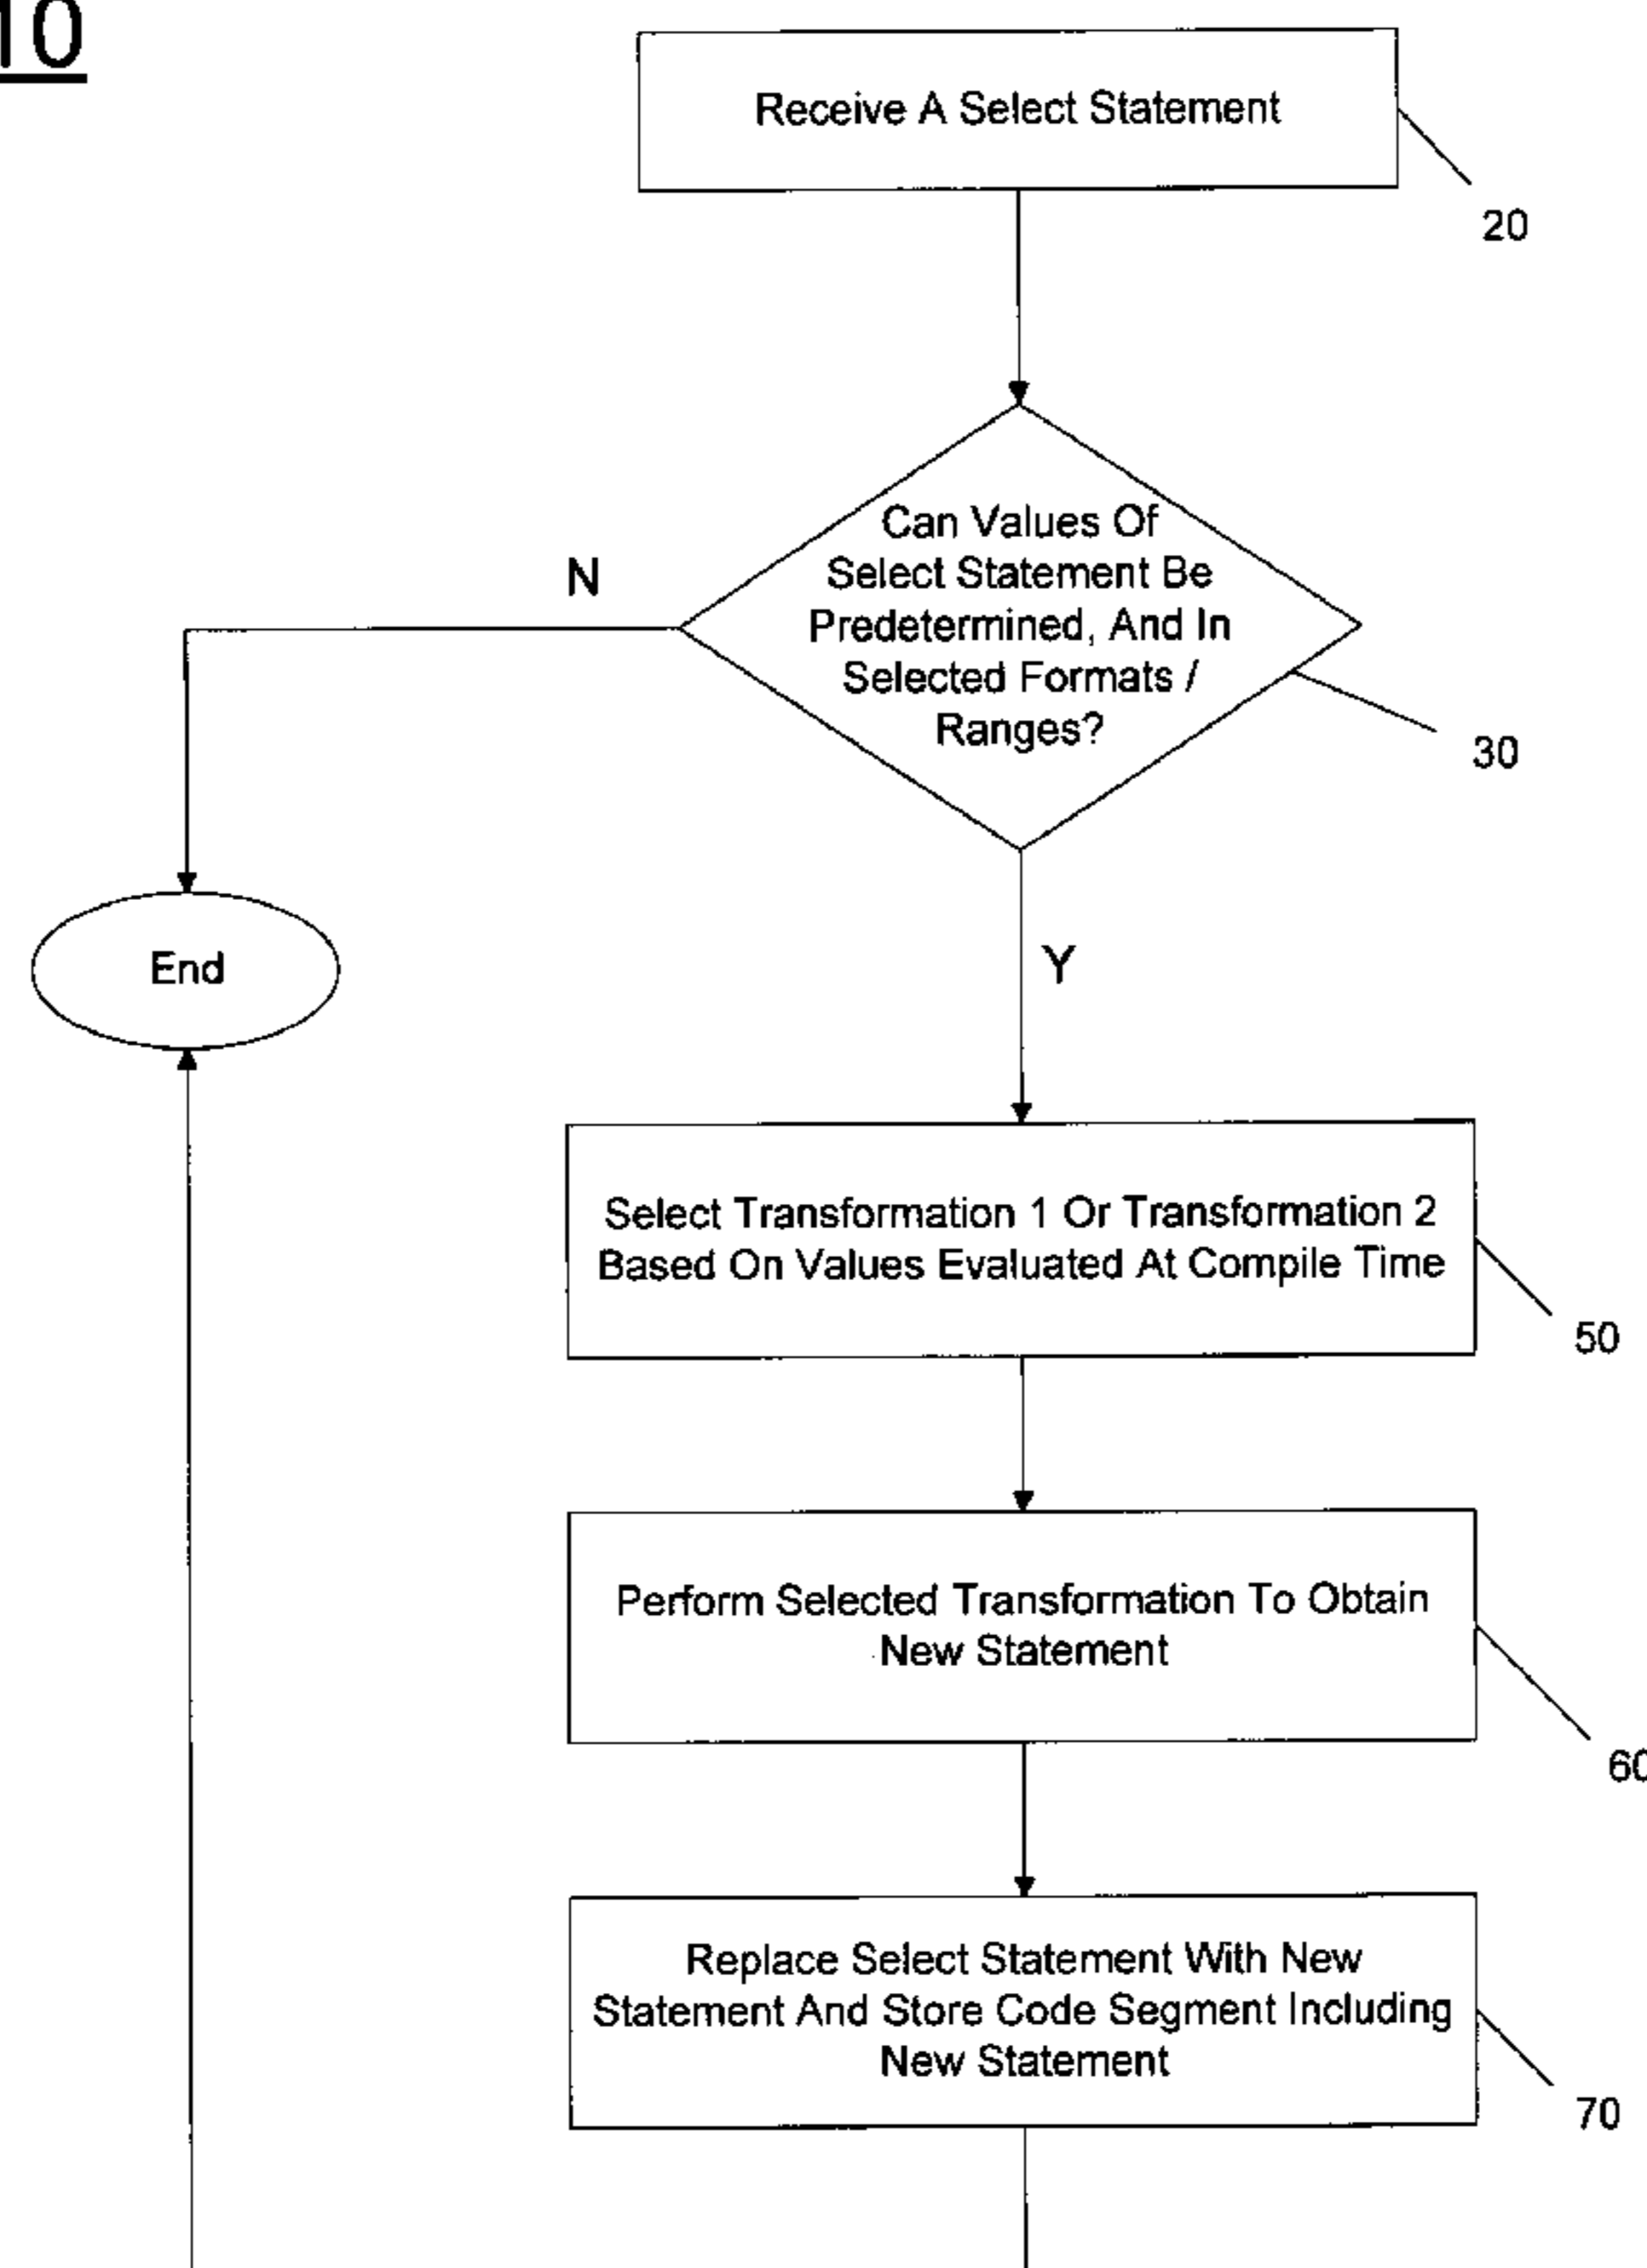 10
Receive A Select Statement
20
Can Values Of
Select Statement Be
Predetermined, And In
Selected Formats /
Ranges?
N
30
End
Y
Select Transformation 1 Or Transformation 2
Based On Values Evaluated At Compile Time
50
Perform Selected Transformation To Obtain
New Statement
60
Replace Select Statement With New
Statement And Store Code Segment Including
New Statement
70